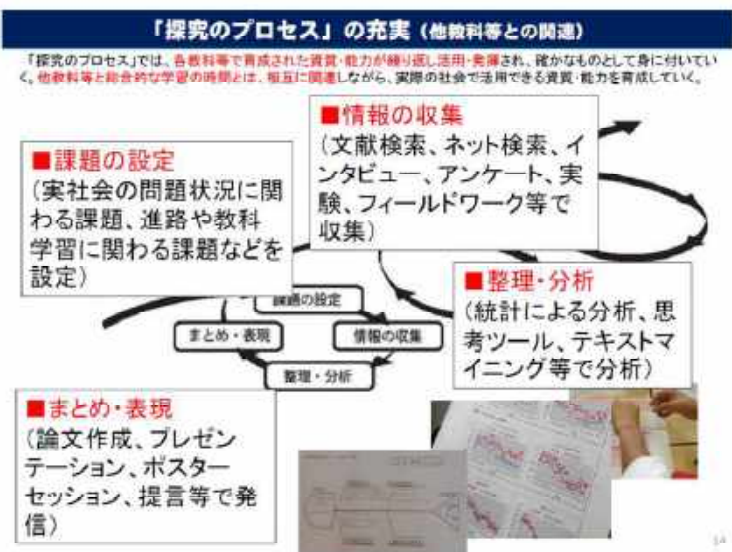 「探究のプロセス」の充実（他教科等との関連）
「探究のプロセス」では、各教科等で育成された資質・能力が繰り返し活用・発揮され、確かなものとして身に付いてい
く。他教科等と総合的な学習の時間とは、相互に関連しながら、実際の社会で活用できる資質・能力を育成していく。
■情報の収集
（文献検索、ネット検索、イ
ンタビュー、アンケート、実
験、フィールドワーク等で
収集）
■課題の設定
（実社会の問題状況に関
わる課題、進路や教科
学習に関わる課題などを
設定）
■整理・分析
（統計による分析、思
考ツール、テキストマ
イニング等で分析）
課題の設定
まとめ・表現
情報の収集
整理・分析
■まとめ・表現
（論文作成、プレゼン
テーション、ポスター
セッション、提言等で発
信）
14